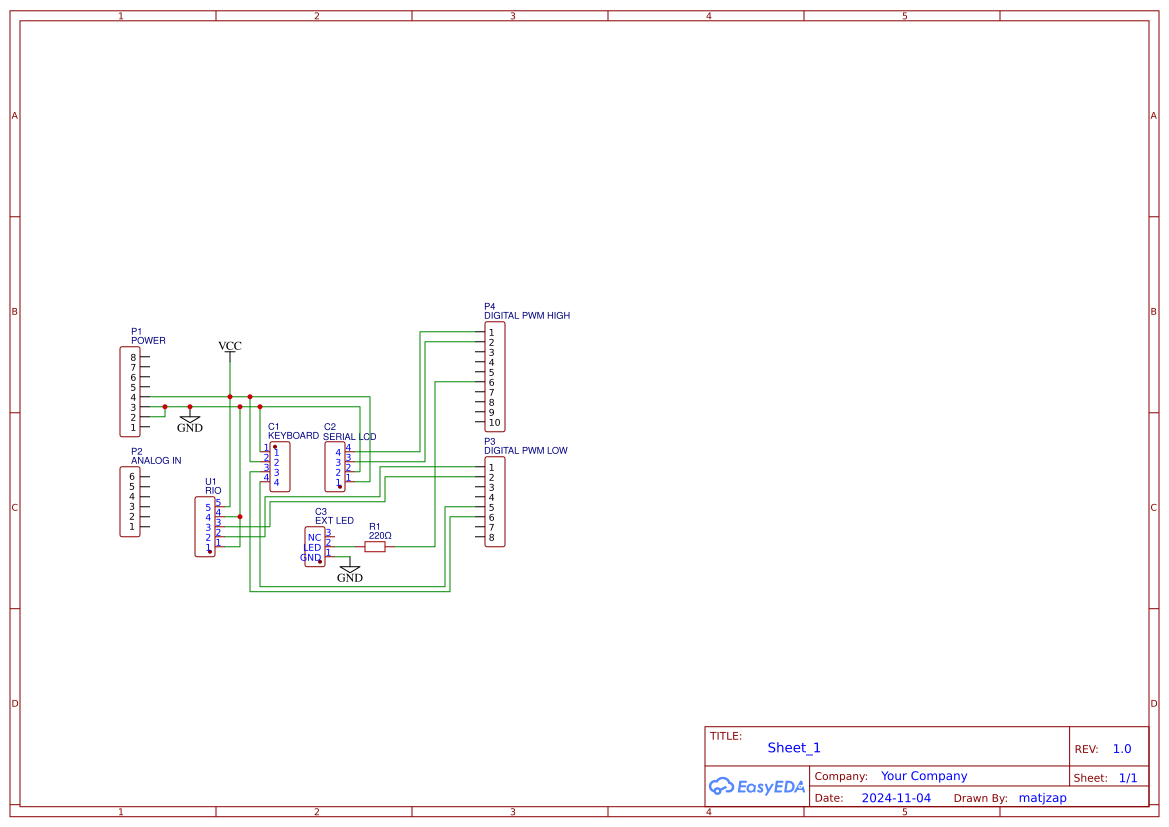 1 2 3 4 5
A A
B B
C C
D D
P4
DIGITAL PWM HIGH
1
2
3
4
5
6
7
8
9
10
P1
POWER
8
7
6
5
4
3
2
1
VCC
GND
C1
KEYBOARD
1 1
2 2
3 3
4 4
C2
SERIAL LCD
4 4
3 3
2 2
1 1
P3
DIGITAL PWM LOW
1
2
3
4
5
6
7
8
P2
ANALOG IN
6
5
4
3
2
1
U1
RIO
5 5
4 4
3 3
2 2
1 1
C3
EXT LED
NC 3
LED 2
GND 1
R1
220Ω
GND
TITLE:
Sheet_1
REV: 1.0
EasyEDA
Company: Your Company
Sheet: 1/1
Date: 2024-11-04 Drawn By: matjzap
1 2 3 4 5